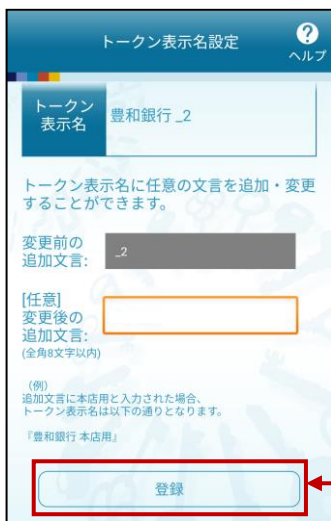 トークン表示名設定
?
ヘルプ
トークン
表示名
豊和銀行 _2
トークン表示名に任意の文言を追加・変更
することができます。
変更前の
追加文言:
_2
[任意]
変更後の
追加文言:
(全角8文字以内)
(例)
追加文言に本店用と入力された場合、
トークン表示名は以下の通りとなります。
『豊和銀行 本店用』
登録